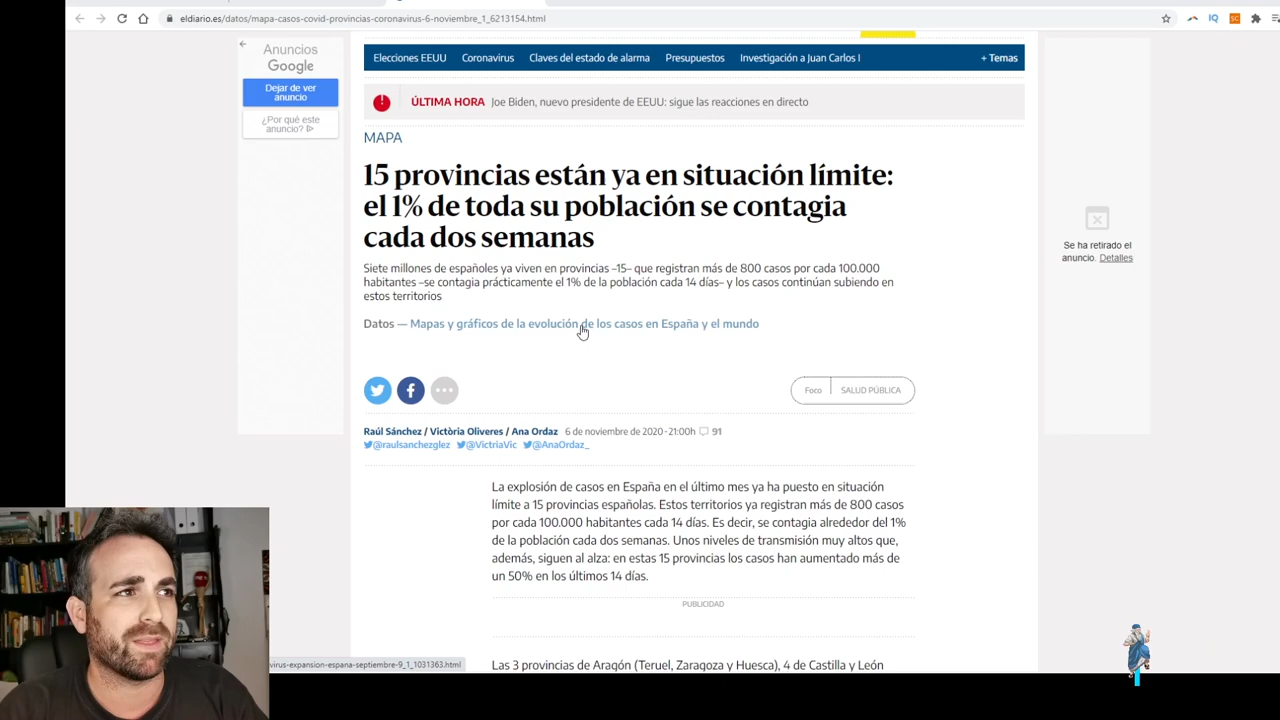 eldiario.es/datos/mapa-casos-covid-provincias-coronavirus-6-noviembre_1_6213154.html
Anuncios
Google
Dejar de ver
anuncio
¿Por qué este
anuncio?
Elecciones EEUU Coronavirus Claves del estado de alarma Presupuestos Investigación a Juan Carlos I + Temas
ÚLTIMA HORA Joe Biden, nuevo presidente de EEUU: sigue las reacciones en directo
MAPA
15 provincias están ya en situación límite:
el 1% de toda su población se contagia
cada dos semanas
Siete millones de españoles ya viven en provincias –15– que registran más de 800 casos por cada 100.000
habitantes –se contagia prácticamente el 1% de la población cada 14 días– y los casos continúan subiendo en
estos territorios
Datos — Mapas y gráficos de la evolución de los casos en España y el mundo
Se ha retirado el
anuncio. Detalles
Foco SALUD PÚBLICA
Raúl Sánchez / Victòria Oliveres / Ana Ordaz 6 de noviembre de 2020 - 21:00h 91
@raulsanchezglez @VictriaVic @AnaOrdaz_
La explosión de casos en España en el último mes ya ha puesto en situación
límite a 15 provincias españolas. Estos territorios ya registran más de 800 casos
por cada 100.000 habitantes cada 14 días. Es decir, se contagia alrededor del 1%
de la población cada dos semanas. Unos niveles de transmisión muy altos que,
además, siguen al alza: en estas 15 provincias los casos han aumentado más de
un 50% en los últimos 14 días.
PUBLICIDAD
Las 3 provincias de Aragón (Teruel, Zaragoza y Huesca), 4 de Castilla y León
virus-expansion-espana-septiembre-9_1_1031363.html